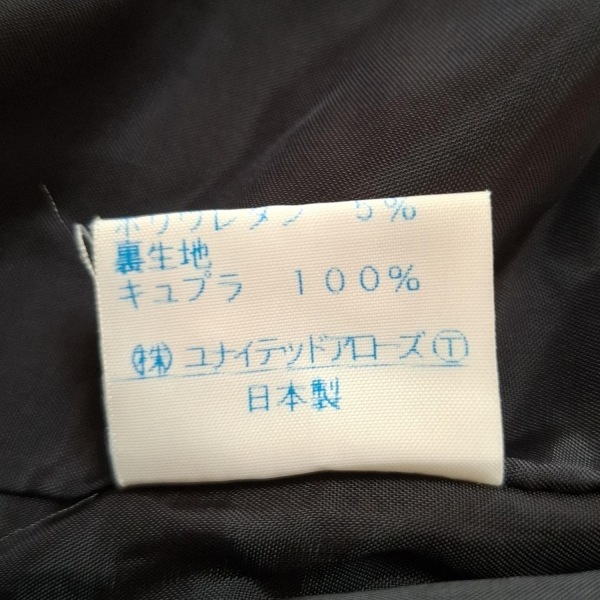 ポリウレタン 5%
裏生地
キュプラ 100%
㈱ ユナイテッドアローズ Ⓣ
日本製